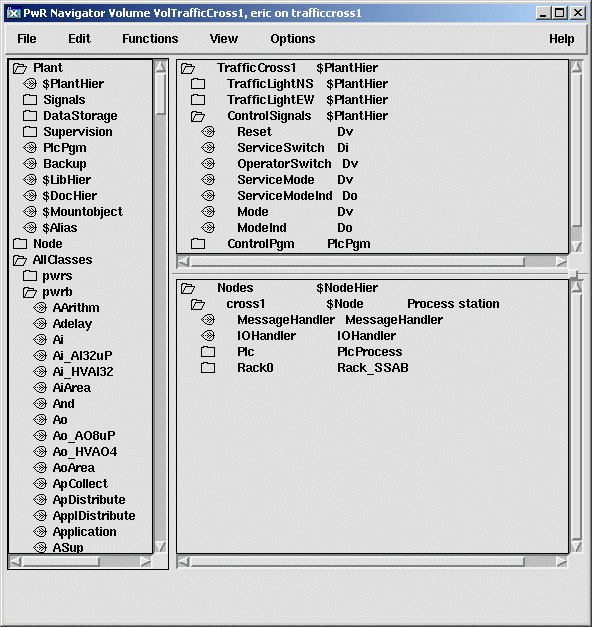 PwR Navigator Volume VolTrafficCross1, eric on trafficcross1
File Edit Functions View Options Help
Plant
$PlantHier
Signals
DataStorage
Supervision
PlcPgm
Backup
$LibHier
$DocHier
$Mountobject
$Alias
Node
AllClasses
pwrs
pwrb
AArithm
Adelay
Ai
Ai_AI32uP
Ai_HVAI32
AiArea
And
Ao
Ao_AO8uP
Ao_HVAO4
AoArea
ApCollect
ApDistribute
ApplDistribute
Application
ASup
TrafficCross1 $PlantHier
TrafficLightNS $PlantHier
TrafficLightEW $PlantHier
ControlSignals $PlantHier
Reset Dv
ServiceSwitch Di
OperatorSwitch Dv
ServiceMode Dv
ServiceModeInd Do
Mode Dv
ModeInd Do
ControlPgm PlcPgm
Nodes $NodeHier
cross1 $Node Process station
MessageHandler MessageHandler
IOHandler IOHandler
Plc PlcProcess
Rack0 Rack_SSAB